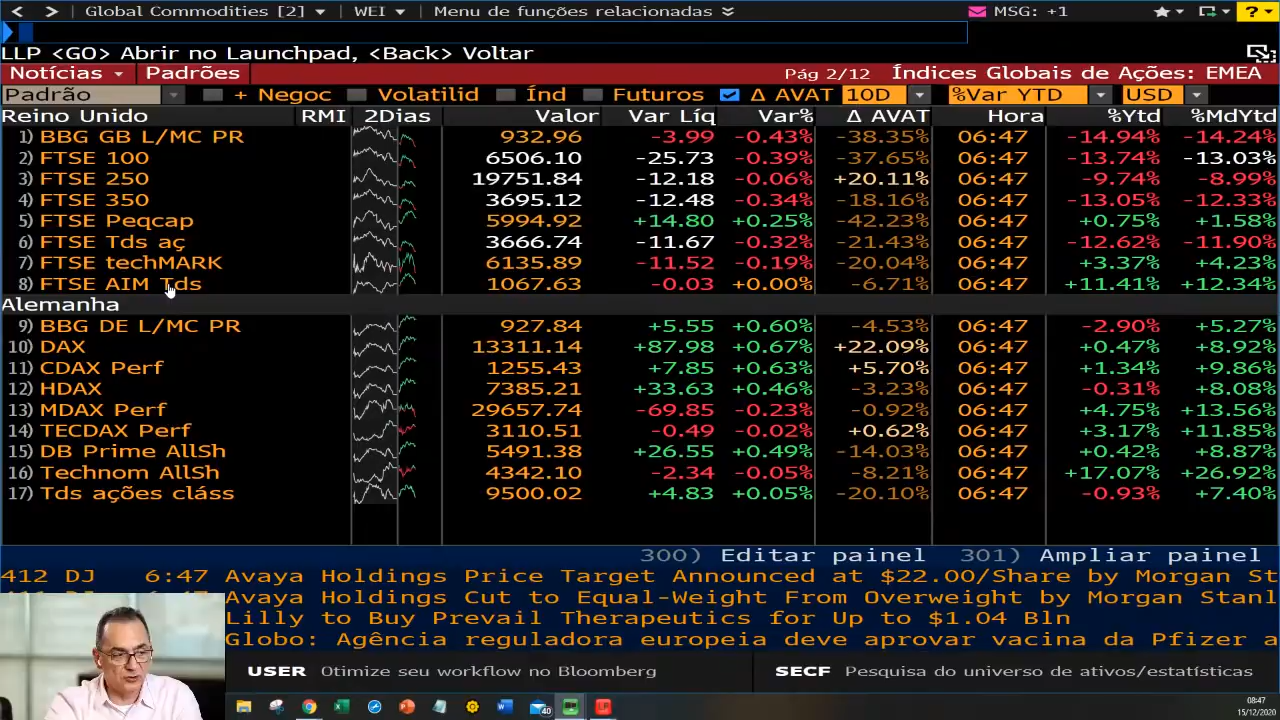 Global Commodities [2] WEI Menu de funções relacionadas MSG: +1 ?
LLP <GO> Abrir no Launchpad, <Back> Voltar
Notícias Padrões Pág 2/12 Índices Globais de Ações: EMEA
Padrão + Negoc Volatilid Índ Futuros Δ AVAT 10D %Var YTD USD
Reino Unido RMI 2Dias Valor Var Líq Var% Δ AVAT Hora %Ytd %MdYtd
1) BBG GB L/MC PR 932.96 -3.99 -0.43% -38.35% 06:47 -14.94% -14.24%
2) FTSE 100 6506.10 -25.73 -0.39% -37.65% 06:47 -13.74% -13.03%
3) FTSE 250 19751.84 -12.18 -0.06% +20.11% 06:47 -9.74% -8.99%
4) FTSE 350 3695.12 -12.48 -0.34% -18.16% 06:47 -13.05% -12.33%
5) FTSE Peqcap 5994.92 +14.80 +0.25% -42.23% 06:47 +0.75% +1.58%
6) FTSE Tds aç 3666.74 -11.67 -0.32% -21.43% 06:47 -12.62% -11.90%
7) FTSE techMARK 6135.89 -11.52 -0.19% -20.04% 06:47 +3.37% +4.23%
8) FTSE AIM Tds 1067.63 -0.03 +0.00% -6.71% 06:47 +11.41% +12.34%
Alemanha
9) BBG DE L/MC PR 927.84 +5.55 +0.60% -4.53% 06:47 -2.90% +5.27%
10) DAX 13311.14 +87.98 +0.67% +22.09% 06:47 +0.47% +8.92%
11) CDAX Perf 1255.43 +7.85 +0.63% +5.70% 06:47 +1.34% +9.86%
12) HDAX 7385.21 +33.63 +0.46% -3.23% 06:47 -0.31% +8.08%
13) MDAX Perf 29657.74 -69.85 -0.23% -0.92% 06:47 +4.75% +13.56%
14) TECDAX Perf 3110.51 -0.49 -0.02% +0.62% 06:47 +3.17% +11.85%
15) DB Prime AllSh 5491.38 +26.55 +0.49% -14.03% 06:47 +0.42% +8.87%
16) Technom AllSh 4342.10 -2.34 -0.05% -8.21% 06:47 +17.07% +26.92%
17) Tds ações cláss 9500.02 +4.83 +0.05% -20.10% 06:47 -0.93% +7.40%
300) Editar painel 301) Ampliar painel
412 DJ 6:47 Avaya Holdings Price Target Announced at $22.00/Share by Morgan St
Avaya Holdings Cut to Equal-Weight From Overweight by Morgan Stanl
Lilly to Buy Prevail Therapeutics for Up to $1.04 Bln
Globo: Agência reguladora europeia deve aprovar vacina da Pfizer a
USER Otimize seu workflow no Bloomberg SECF Pesquisa do universo de ativos/estatísticas
40
08:47
15/12/2020